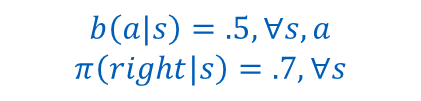 b(a|s) = .5, ∀s, a
π(right|s) = .7, ∀s